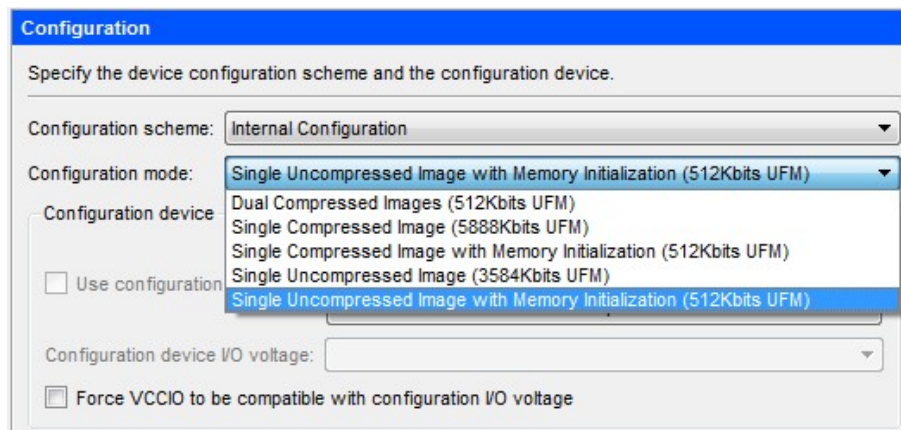 Configuration
Specify the device configuration scheme and the configuration device.
Configuration scheme: Internal Configuration
Configuration mode: Single Uncompressed Image with Memory Initialization (512Kbits UFM)
Dual Compressed Images (512Kbits UFM)
Configuration device
Single Compressed Image (5888Kbits UFM)
Single Compressed Image with Memory Initialization (512Kbits UFM)
Use configuration
Single Uncompressed Image (3584Kbits UFM)
Single Uncompressed Image with Memory Initialization (512Kbits UFM)
Configuration device I/O voltage:
Force VCCIO to be compatible with configuration I/O voltage